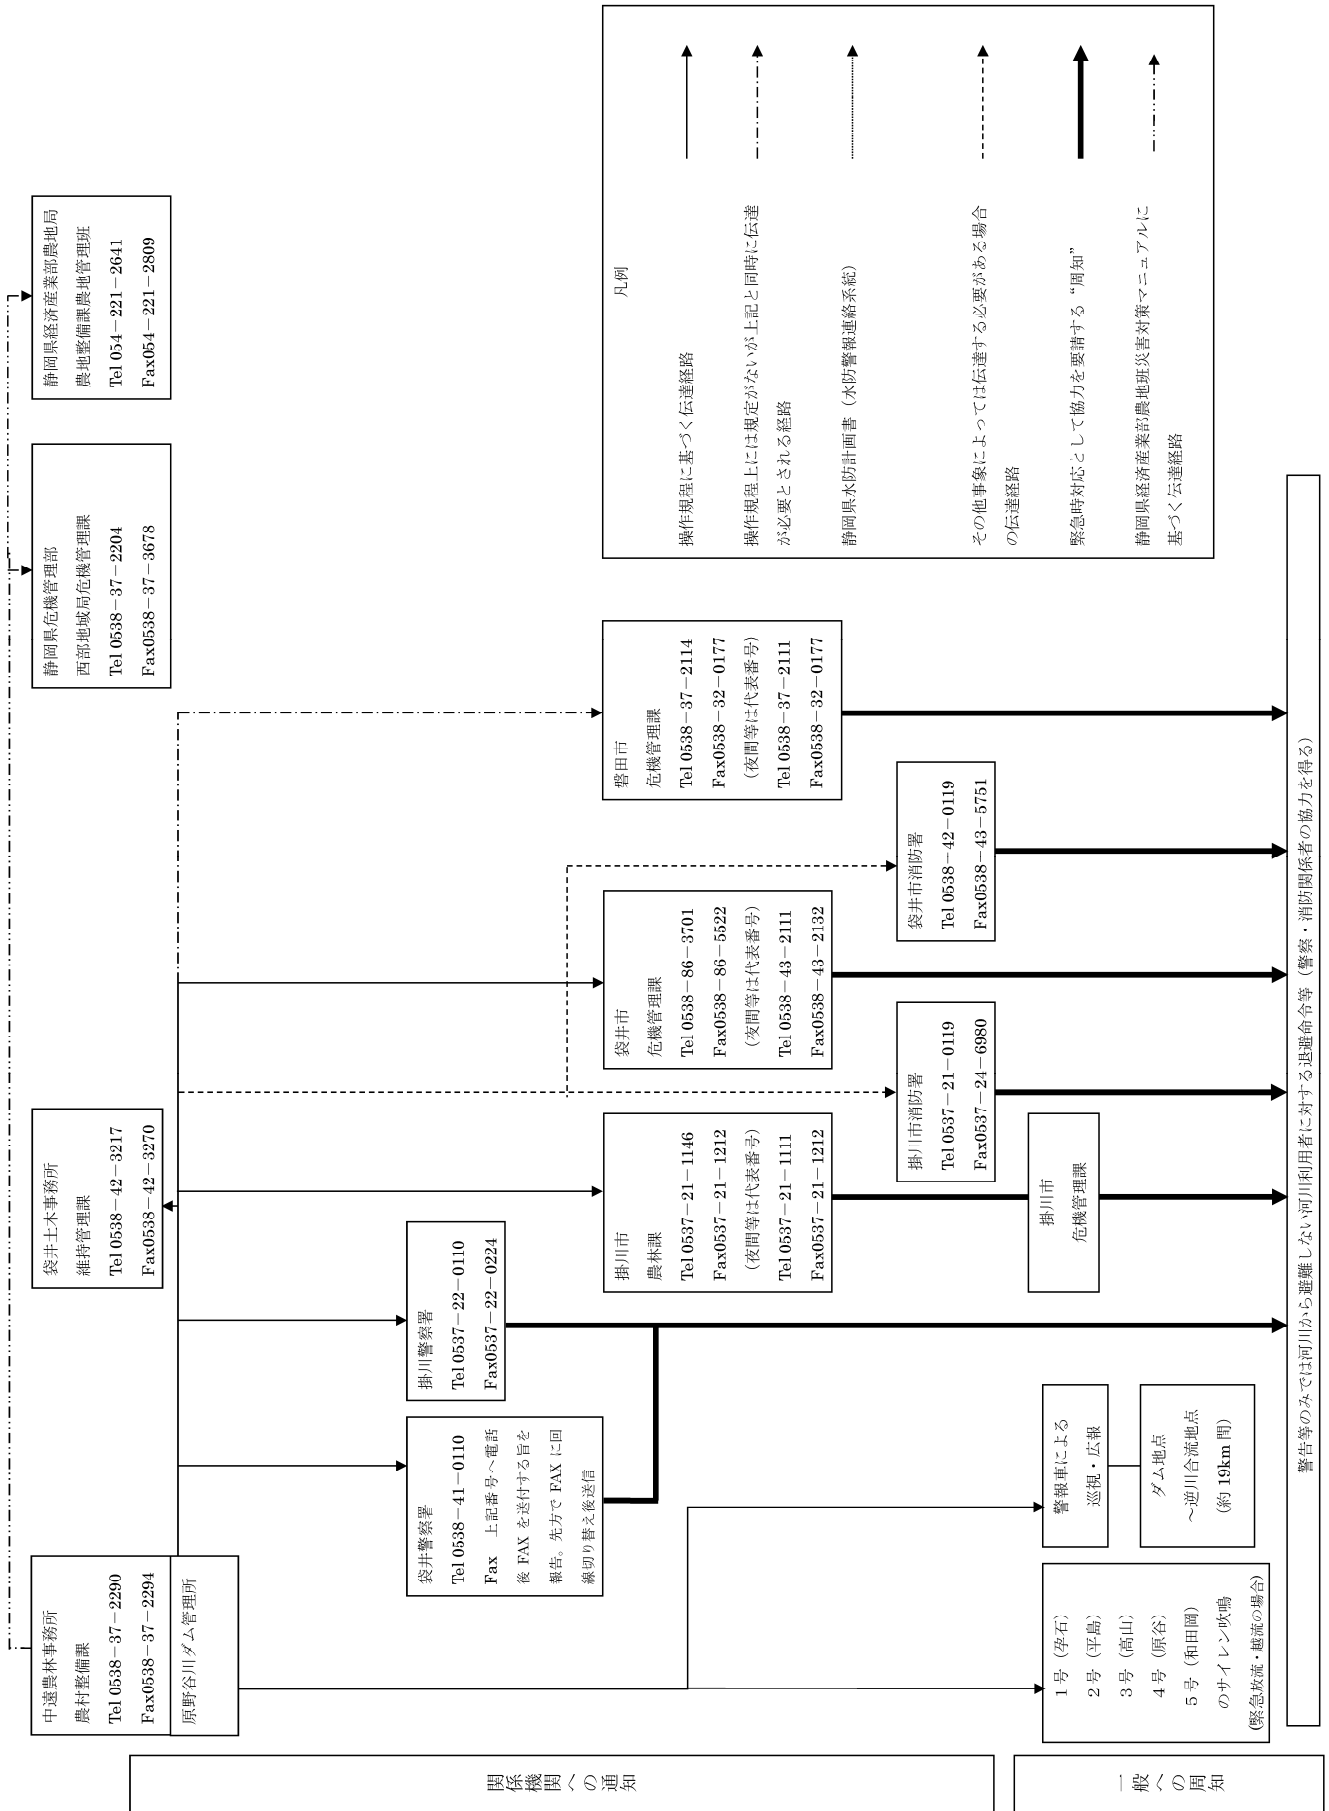 関係機関への通知
一般への周知
中遠農林事務所
農村整備課
Tel 0538－37－2290
Fax0538－37－2294
原野谷川ダム管理所
袋井土木事務所
維持管理課
Tel 0538－42－3217
Fax0538－42－3270
静岡県危機管理部
西部地域局危機管理課
Tel 0538－37－2204
Fax0538－37－3678
静岡県経済産業部農地局
農地整備課農地管理班
Tel 054－221－2641
Fax054－221－2809
袋井警察署
Tel 0538－41－0110
Fax　上記番号へ電話
後 FAX を送付する旨を
報告。先方で FAX に回
線切り替え後送信
掛川警察署
Tel 0537－22－0110
Fax0537－22－0224
掛川市
農林課
Tel 0537－21－1146
Fax0537－21－1212
（夜間等は代表番号）
Tel 0537－21－1111
Fax0537－21－1212
袋井市
危機管理課
Tel 0538－86－3701
Fax0538－86－5522
（夜間等は代表番号）
Tel 0538－43－2111
Fax0538－43－2132
磐田市
危機管理課
Tel 0538－37－2114
Fax0538－32－0177
（夜間等は代表番号）
Tel 0538－37－2111
Fax0538－32－0177
掛川市消防署
Tel 0537－21－0119
Fax0537－24－6980
袋井市消防署
Tel 0538－42－0119
Fax0538－43－5751
掛川市
危機管理課
1 号（孕石）
2 号（平島）
3 号（高山）
4 号（原谷）
5 号（和田岡）
のサイレン吹鳴
(緊急放流・越流の場合)
警報車による
巡視・広報
ダム地点
～逆川合流地点
（約 19km 間）
警告等のみでは河川から避難しない河川利用者に対する退避命令等（警察・消防関係者の協力を得る）
凡例
操作規程に基づく伝達経路
操作規程上には規定がないが上記と同時に伝達
が必要とされる経路
静岡県水防計画書（水防警報連絡系統）
その他事象によっては伝達する必要がある場合
の伝達経路
緊急時対応として協力を要請する“周知”
静岡県経済産業部農地班災害対策マニュアルに
基づく伝達経路